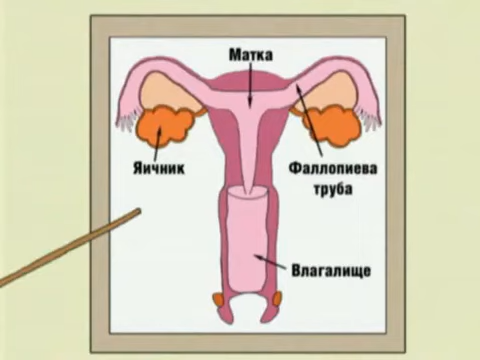 Матка
Яичник
Фаллопиева
труба
Влагалище